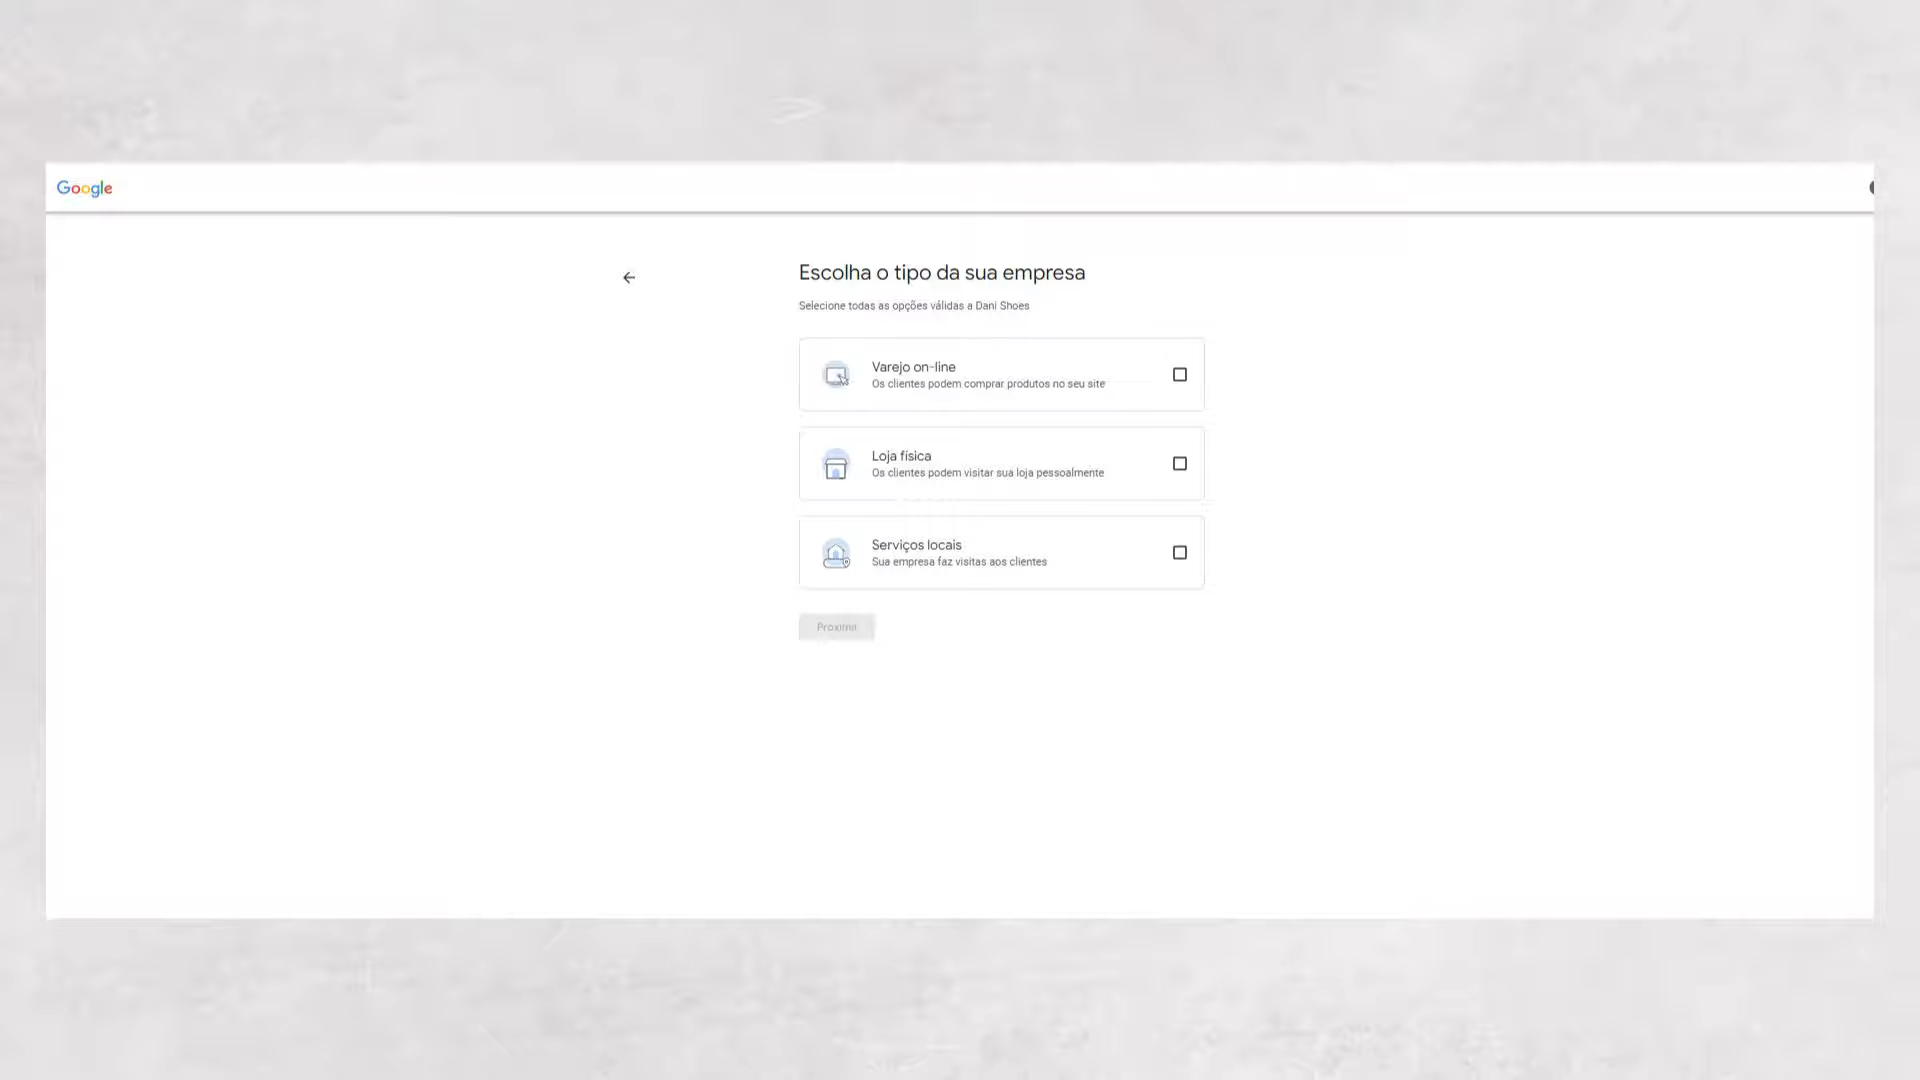 Google
Escolha o tipo da sua empresa
Selecione todas as opções válidas a Dani Shoes
Varejo on-line
Os clientes podem comprar produtos no seu site
Loja física
Os clientes podem visitar sua loja pessoalmente
Serviços locais
Sua empresa faz visitas aos clientes
Próxima